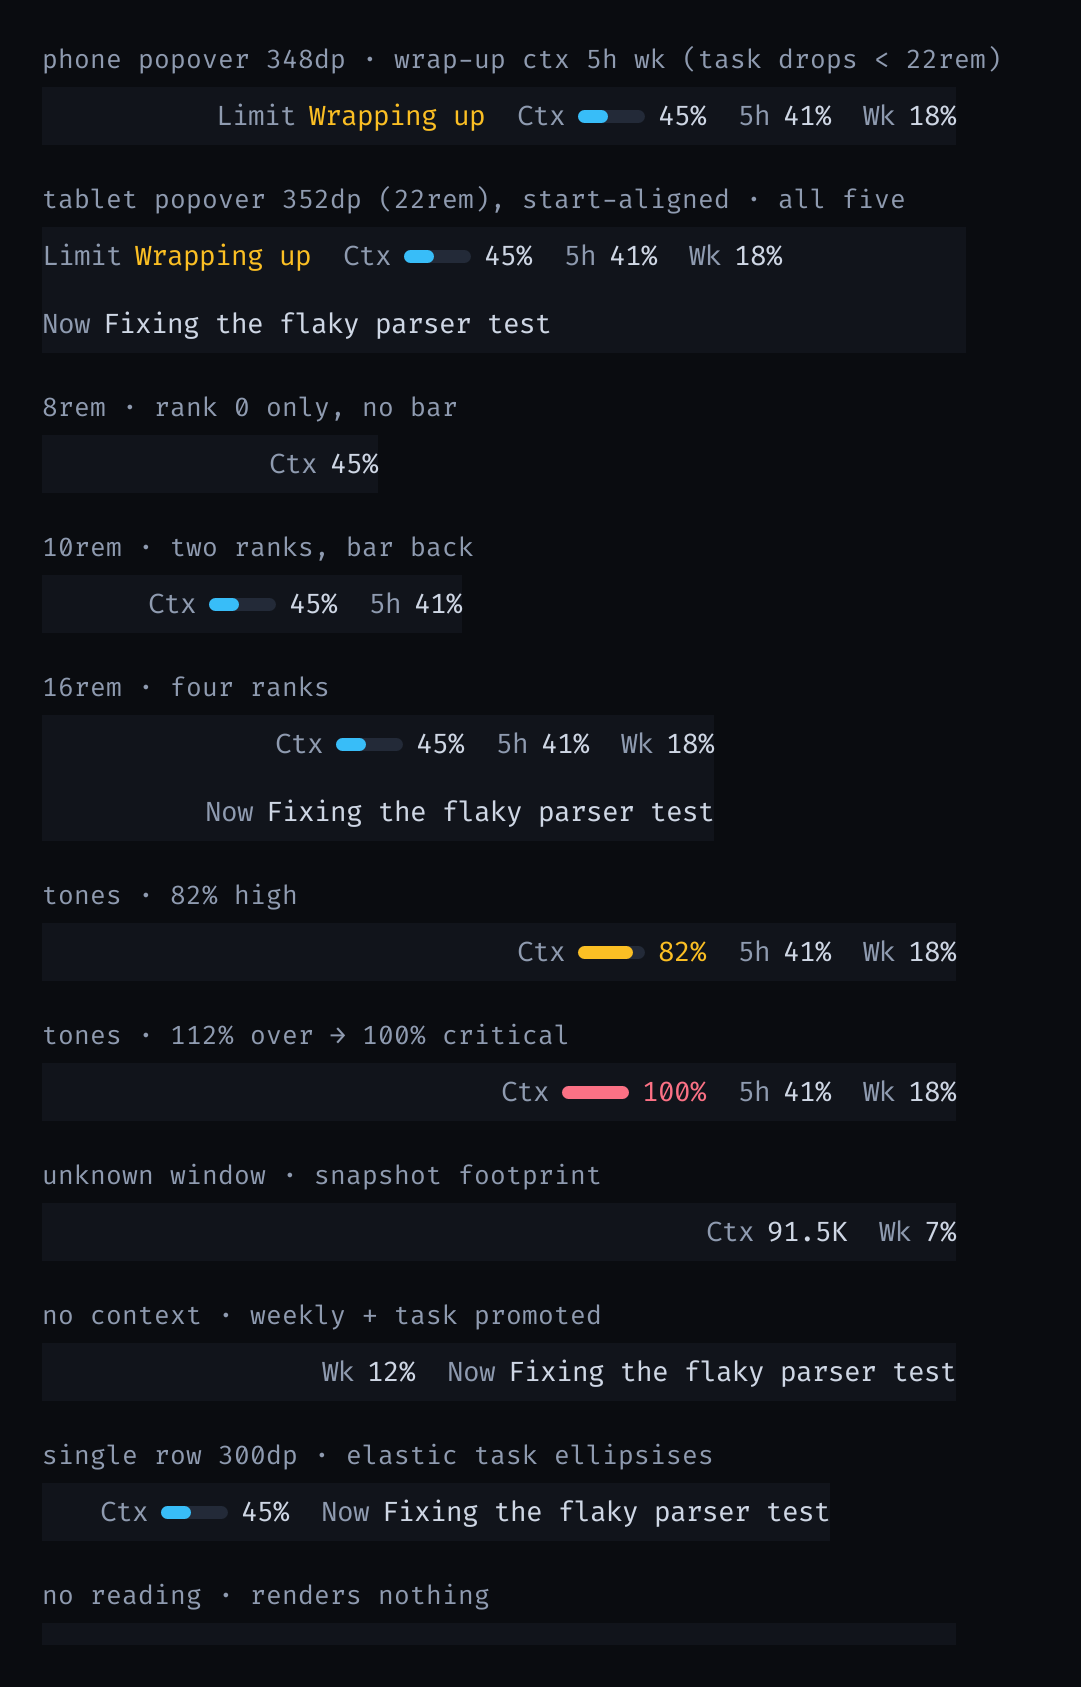 phone popover 348dp · wrap-up ctx 5h wk (task drops < 22rem)
Limit Wrapping up Ctx 45% 5h 41% Wk 18%
tablet popover 352dp (22rem), start-aligned · all five
Limit Wrapping up Ctx 45% 5h 41% Wk 18%
Now Fixing the flaky parser test
8rem · rank 0 only, no bar
Ctx 45%
10rem · two ranks, bar back
Ctx 45% 5h 41%
16rem · four ranks
Ctx 45% 5h 41% Wk 18%
Now Fixing the flaky parser test
tones · 82% high
Ctx 82% 5h 41% Wk 18%
tones · 112% over → 100% critical
Ctx 100% 5h 41% Wk 18%
unknown window · snapshot footprint
Ctx 91.5K Wk 7%
no context · weekly + task promoted
Wk 12% Now Fixing the flaky parser test
single row 300dp · elastic task ellipsises
Ctx 45% Now Fixing the flaky parser test
no reading · renders nothing